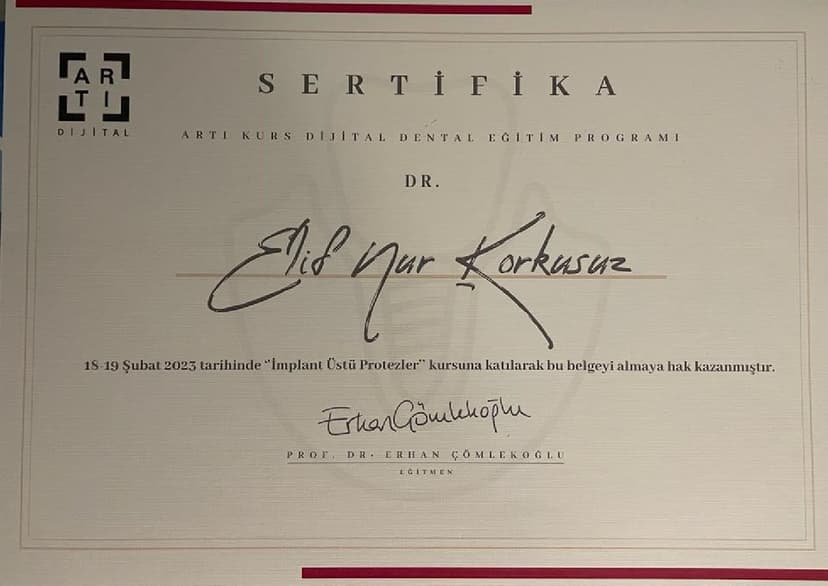 ARTI
DİJİTAL
SERTİFİKA
ARTI KURS DİJİTAL DENTAL EĞİTİM PROGRAMI
DR.
Elif Nur Korkusuz
18-19 Şubat 2023 tarihinde "İmplant Üstü Protezler" kursuna katılarak bu belgeyi almaya hak kazanmıştır.
Erhan Çömlekoğlu
PROF. DR. ERHAN ÇÖMLEKOĞLU
EĞİTMEN